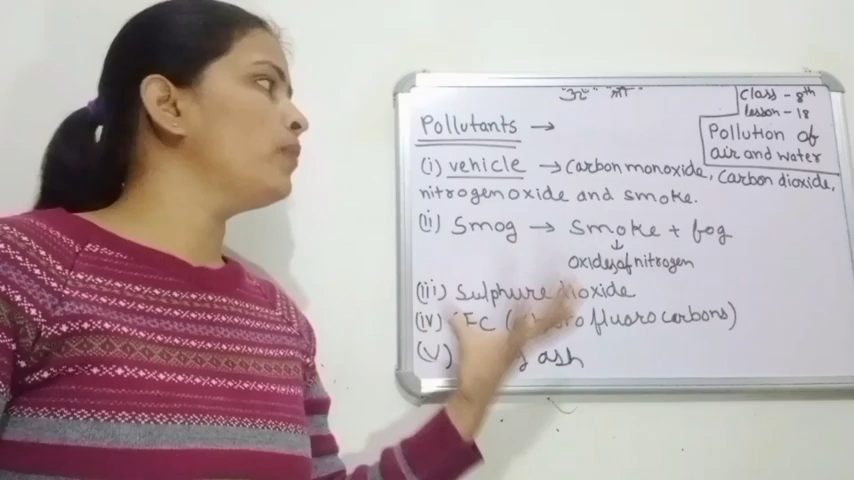 "ॐ"
Class - 8th
lesson - 18
Pollution of
air and water
Pollutants →
(i) vehicle → Carbon monoxide, Carbon dioxide,
nitrogen oxide and smoke.
(ii) Smog → Smoke + fog
↓
Oxides of nitrogen
(iii) Sulphure dioxide
(iv) FC ( fluoro carbons)
(v) ash